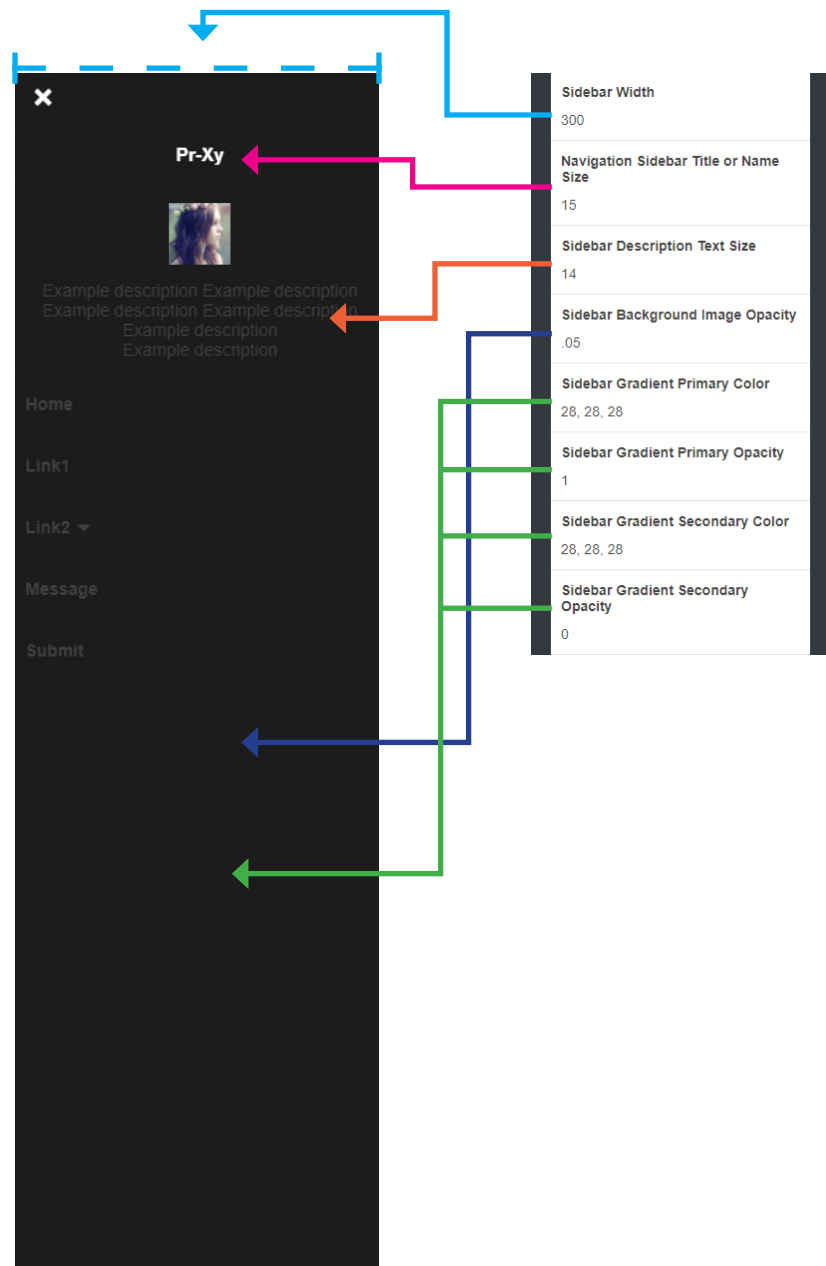 Pr-Xy
Example description Example description
Example description Example description
Example description
Example description
Home
Link1
Link2
Message
Submit
Sidebar Width
300
Navigation Sidebar Title or Name
Size
15
Sidebar Description Text Size
14
Sidebar Background Image Opacity
.05
Sidebar Gradient Primary Color
28, 28, 28
Sidebar Gradient Primary Opacity
1
Sidebar Gradient Secondary Color
28, 28, 28
Sidebar Gradient Secondary
Opacity
0